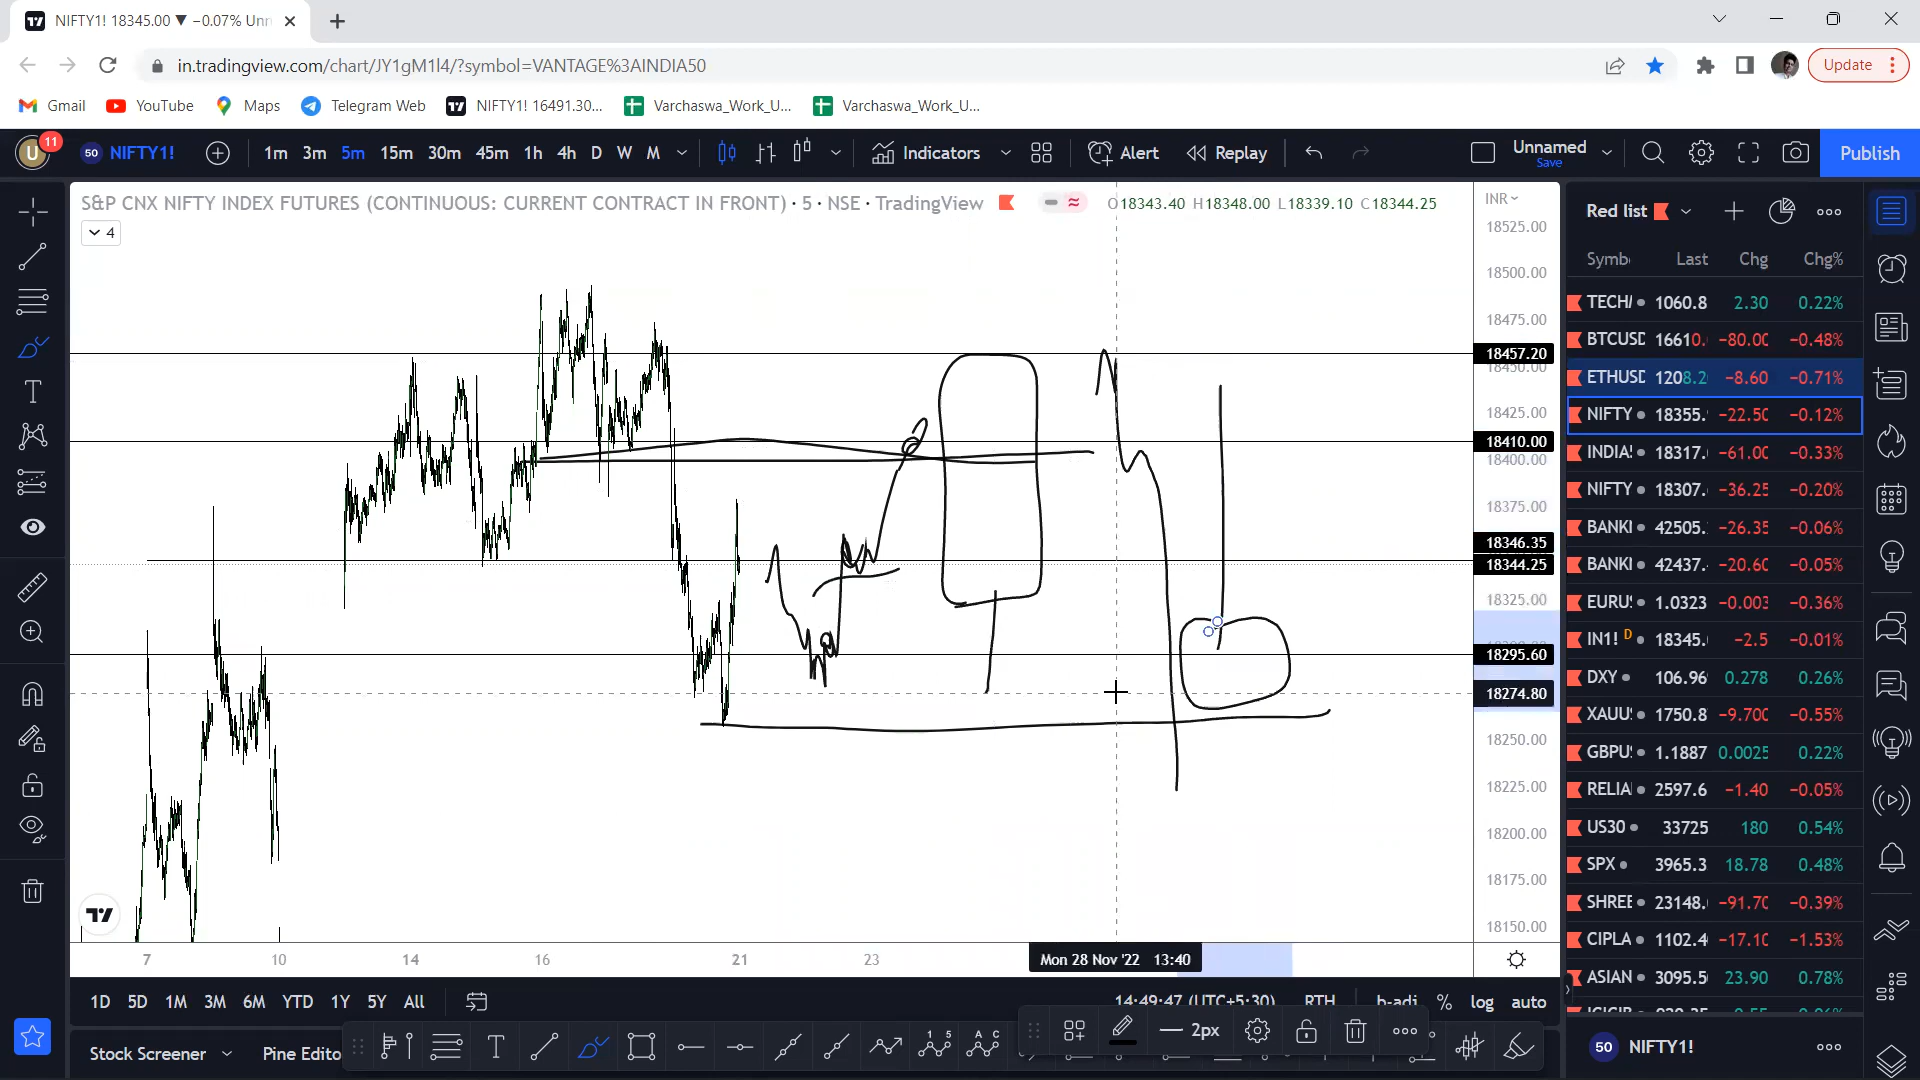 NIFTY1! 18345.00 ▼ −0.07% Unn
in.tradingview.com/chart/JY1gM1l4/?symbol=VANTAGE%3AINDIA50
Update
Gmail YouTube Maps Telegram Web NIFTY1! 16491.30... Varchaswa_Work_U... Varchaswa_Work_U...
U 11 50 NIFTY1! 1m 3m 5m 15m 30m 45m 1h 4h D W M Indicators Alert Replay Unnamed Save Publish
S&P CNX NIFTY INDEX FUTURES (CONTINUOUS: CURRENT CONTRACT IN FRONT) · 5 · NSE · TradingView O18343.40 H18348.00 L18339.10 C18344.25
4
INR
18525.00
18500.00
18475.00
18457.20
18450.00
18425.00
18410.00
18400.00
18375.00
18346.35
18344.25
18325.00
18295.60
18274.80
18250.00
18225.00
18200.00
18175.00
18150.00
7 10 14 16 21 23 Mon 28 Nov '22 13:40
1D 5D 1M 3M 6M YTD 1Y 5Y All 14:49:47 (UTC+5:30) RTH b-adj % log auto
Stock Screener Pine Edito 2px
Red list
Symb Last Chg Chg%
TECH 1060.8 2.30 0.22%
BTCUSD 16610. −80.00 −0.48%
ETHUSD 1208.2 −8.60 −0.71%
NIFTY 18355. −22.50 −0.12%
INDIA 18317. −61.00 −0.33%
NIFTY 18307. −36.25 −0.20%
BANKI 42505. −26.35 −0.06%
BANKI 42437. −20.60 −0.05%
EURU 1.0323 −0.003 −0.36%
IN1! D 18345. −2.5 −0.01%
DXY 106.96 0.278 0.26%
XAUU 1750.8 −9.700 −0.55%
GBPU 1.1887 0.0025 0.22%
RELIA 2597.6 −1.40 −0.05%
US30 33725 180 0.54%
SPX 3965.3 18.78 0.48%
SHREE 23148. −91.70 −0.39%
CIPLA 1102.4 −17.10 −1.53%
ASIAN 3095.5 23.90 0.78%
50 NIFTY1!